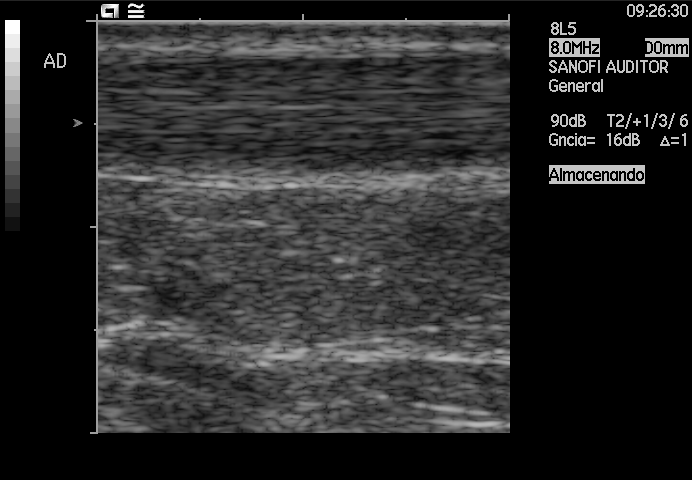 09:26:30
8L5
8.0MHz D0mm
AD
SANOFI AUDITOR
General
90dB T2/+1/3/ 6
Gncia= 16dB Δ=1
Almacenando